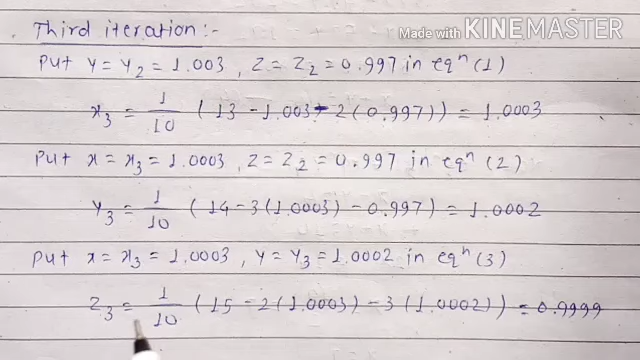 Made with KINEMASTER
Third iteration:-
Put Y = Y₂ = 1.003, Z = Z₂ = 0.997 in eqⁿ (1)
x₃ = 1/10 (13 - 1.003 - 2(0.997)) = 1.0003
Put x = x₃ = 1.0003, Z = Z₂ = 0.997 in eqⁿ (2)
Y₃ = 1/10 (14 - 3(1.0003) - 0.997) = 1.0002
Put x = x₃ = 1.0003, Y = Y₃ = 1.0002 in eqⁿ (3)
Z₃ = 1/10 (15 - 2(1.0003) - 3(1.0002)) = 0.9999